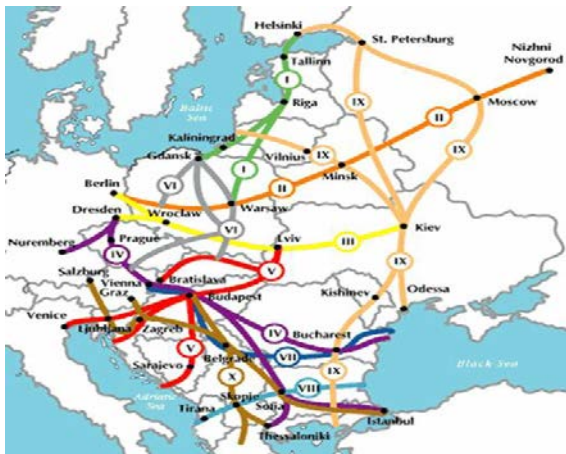 Helsinki
St. Petersburg
Nizhni
Novgorod
Tallinn
I
IX
Moscow
Riga
II
Baltic
Sea
Kaliningrad
Gdansk
Vilnius
IX
IX
I
Minsk
VI
II
Berlin
Dresden
Wroclaw
Warsaw
VI
Lviv
III
Kiev
Nuremberg
Prague
IV
Salzburg
V
IX
Vienna
Bratislava
Graz
Budapest
Kishinev
Odessa
Venice
Ljubljana
Zagreb
IV
Bucharest
V
Belgrade
VII
Sarajevo
IX
Black Sea
X
VIII
Adriatic
Sea
Skopje
Tirana
Sofia
Istanbul
Thessaloniki